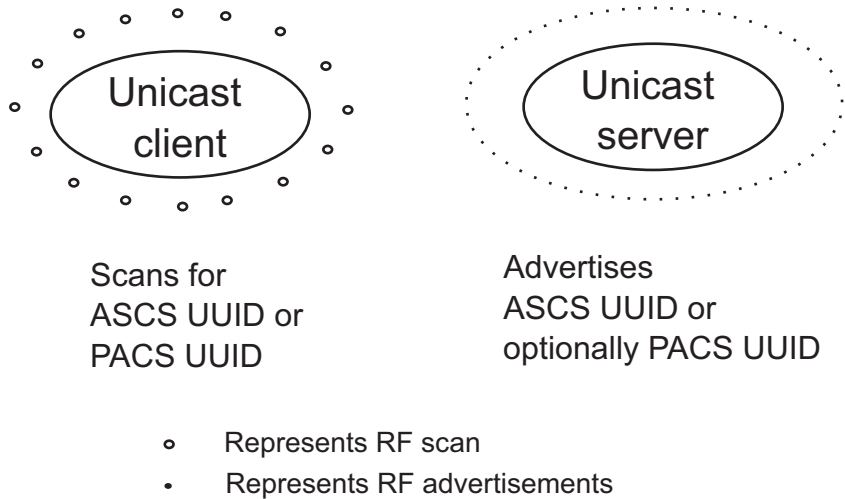 Unicast
client
Unicast
server
Scans for
ASCS UUID or
PACS UUID
Advertises
ASCS UUID or
optionally PACS UUID
Represents RF scan
Represents RF advertisements